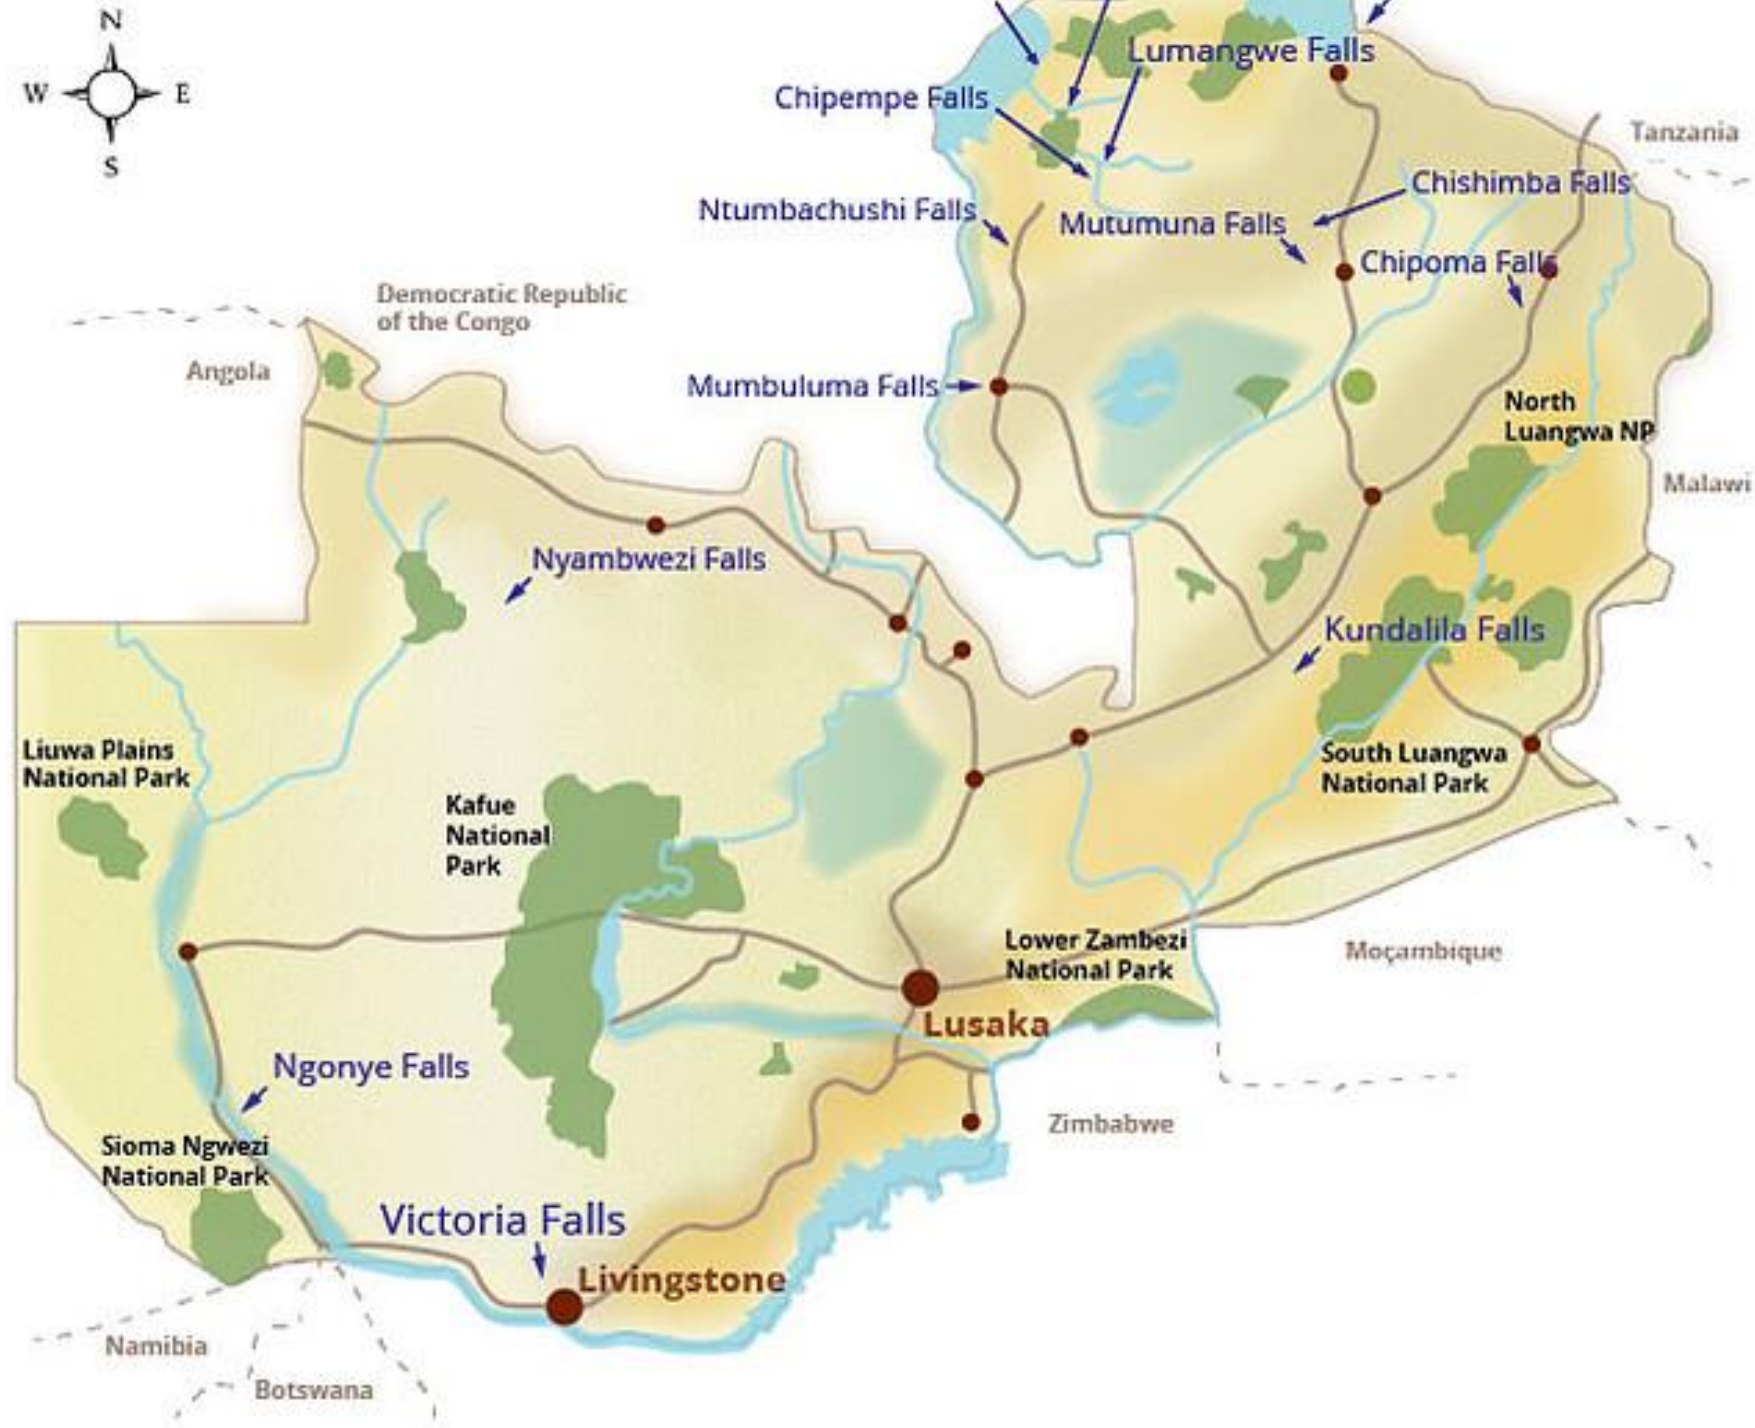 N
W
E
S
Lumangwe Falls
Chipempe Falls
Tanzania
Chishimba Falls
Ntumbachushi Falls
Mutumuna Falls
Chipoma Falls
Democratic Republic
of the Congo
Angola
Mumbuluma Falls
North
Luangwa NP
Malawi
Nyambwezi Falls
Kundalila Falls
Liuwa Plains
National Park
South Luangwa
National Park
Kafue
National
Park
Lower Zambezi
National Park
Moçambique
Lusaka
Ngonye Falls
Zimbabwe
Sioma Ngwezi
National Park
Victoria Falls
Livingstone
Namibia
Botswana